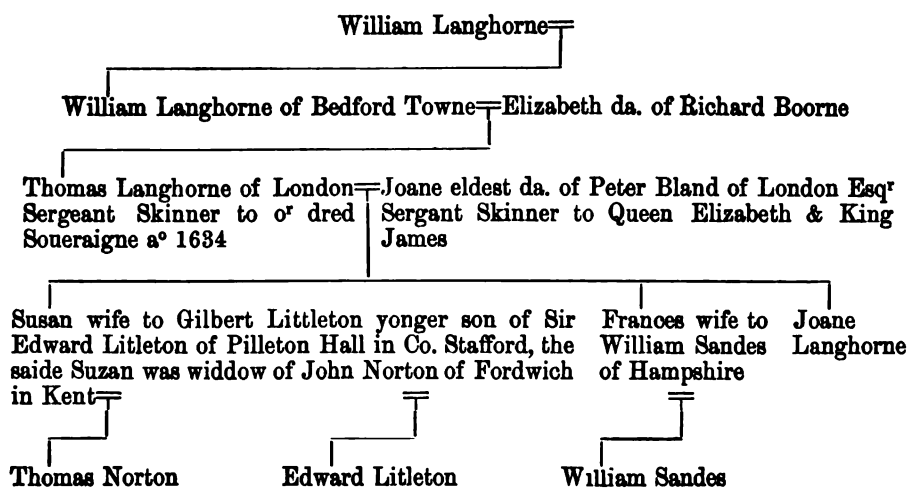 William Langhorne
William Langhorne of Bedford Towne Elizabeth da. of Richard Boorne
Thomas Langhorne of London
Sergeant Skinner to oʳ dred
Soueraigne aº 1634
Joane eldest da. of Peter Bland of London Esqʳ
Sergant Skinner to Queen Elizabeth & King
James
Susan wife to Gilbert Littleton yonger son of Sir
Edward Litleton of Pilleton Hall in Co. Stafford, the
saide Suzan was widdow of John Norton of Fordwich
in Kent
Frances wife to
William Sandes
of Hampshire
Joane
Langhorne
Thomas Norton
Edward Litleton
William Sandes